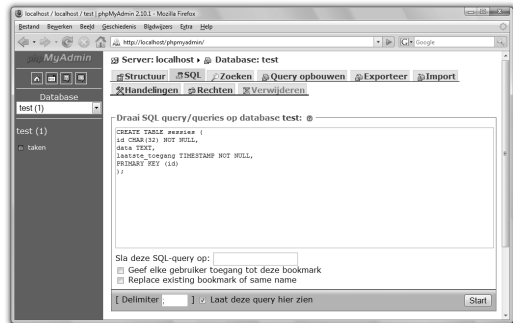 localhost / localhost / test | phpMyAdmin 2.10.1 - Mozilla Firefox
Bestand Bewerken Beeld Geschiedenis Bladwijzers Extra Help
http://localhost/phpmyadmin/
Google
phpMyAdmin
Server: localhost ▸ Database: test
Structuur SQL Zoeken Query opbouwen Exporteer Import
Handelingen Rechten Verwijderen
Database
test (1)
test (1)
taken
Draai SQL query/queries op database test:
CREATE TABLE sessies (
id CHAR(32) NOT NULL,
data TEXT,
laatste_toegang TIMESTAMP NOT NULL,
PRIMARY KEY (id)
);
Sla deze SQL-query op:
Geef elke gebruiker toegang tot deze bookmark
Replace existing bookmark of same name
[ Delimiter ; ] Laat deze query hier zien
Start